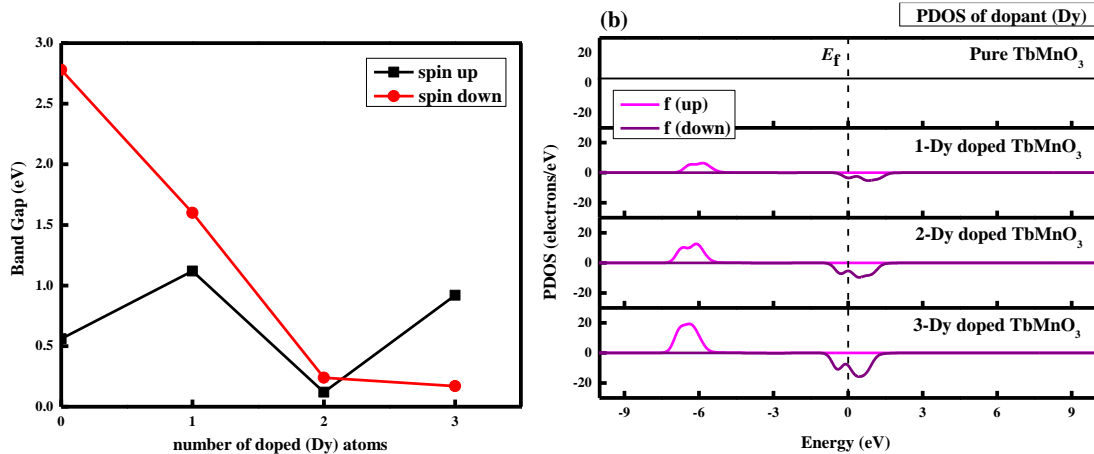 3.0
2.5
2.0
1.5
1.0
0.5
0.0
Band Gap (eV)
spin up
spin down
0
1
2
3
number of doped (Dy) atoms
(b)
PDOS of dopant (Dy)
E_f
Pure TbMnO₃
20
0
-20
f (up)
f (down)
1-Dy doped TbMnO₃
20
0
-20
2-Dy doped TbMnO₃
20
0
-20
3-Dy doped TbMnO₃
20
0
-20
PDOS (electrons/eV)
-9
-6
-3
0
3
6
9
Energy (eV)